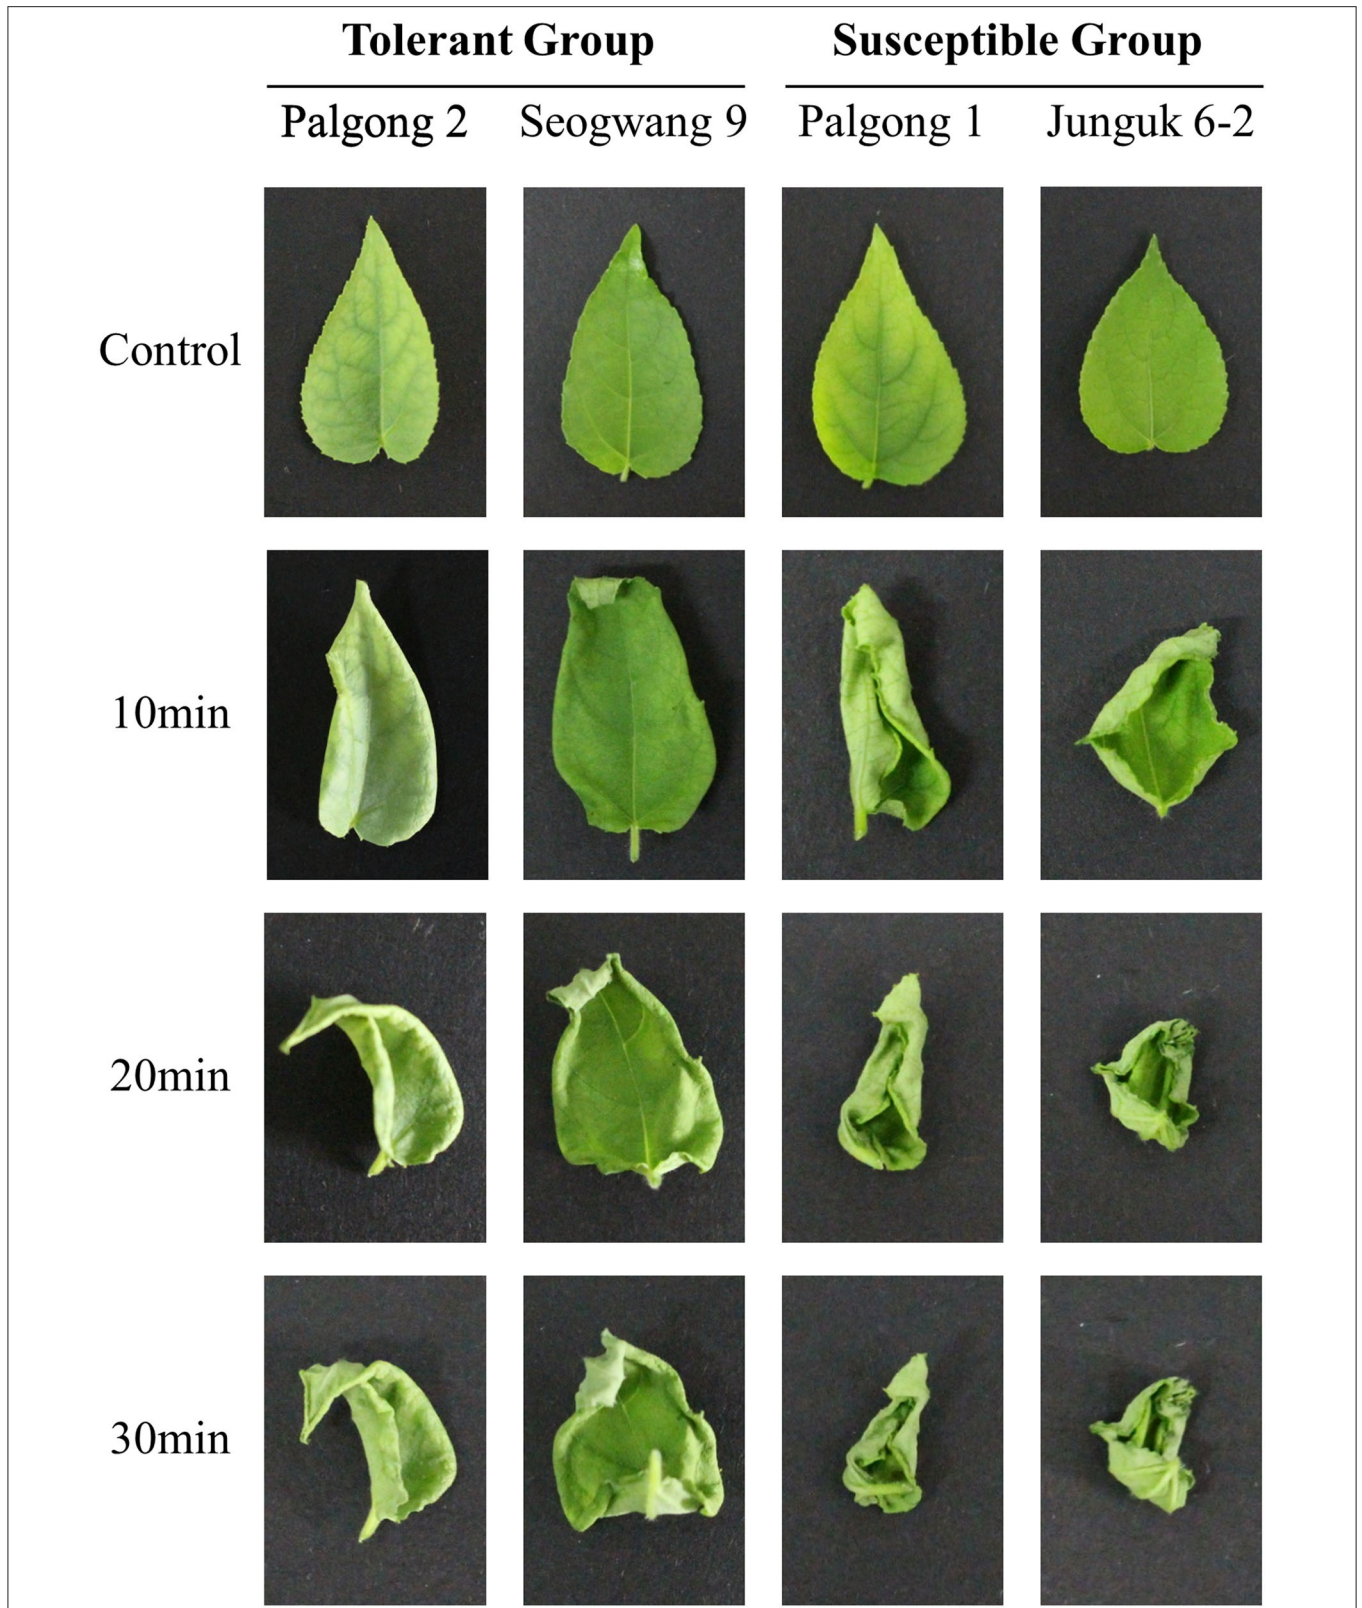 Tolerant Group Susceptible Group
Palgong 2 Seogwang 9 Palgong 1 Junguk 6-2
Control
10min
20min
30min